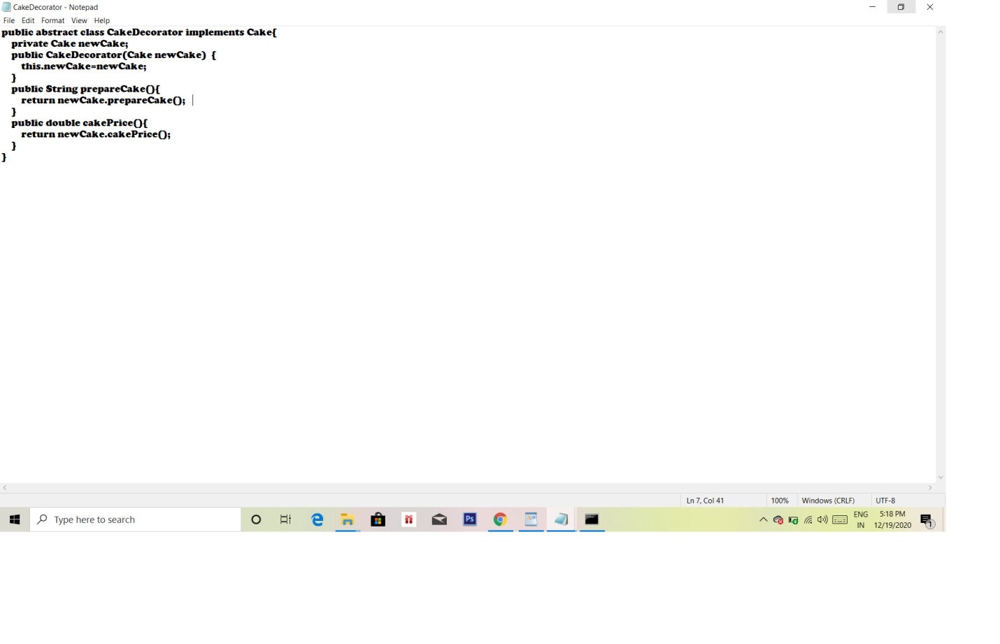 CakeDecorator - Notepad
File Edit Format View Help
public abstract class CakeDecorator implements Cake{
private Cake newCake;
public CakeDecorator(Cake newCake) {
this.newCake=newCake;
}
public String prepareCake(){
return newCake.prepareCake();
}
public double cakePrice(){
return newCake.cakePrice();
}
}
Ln 7, Col 41 100% Windows (CRLF) UTF-8
Type here to search
Ps
ENG
IN
5:18 PM
12/19/2020
1